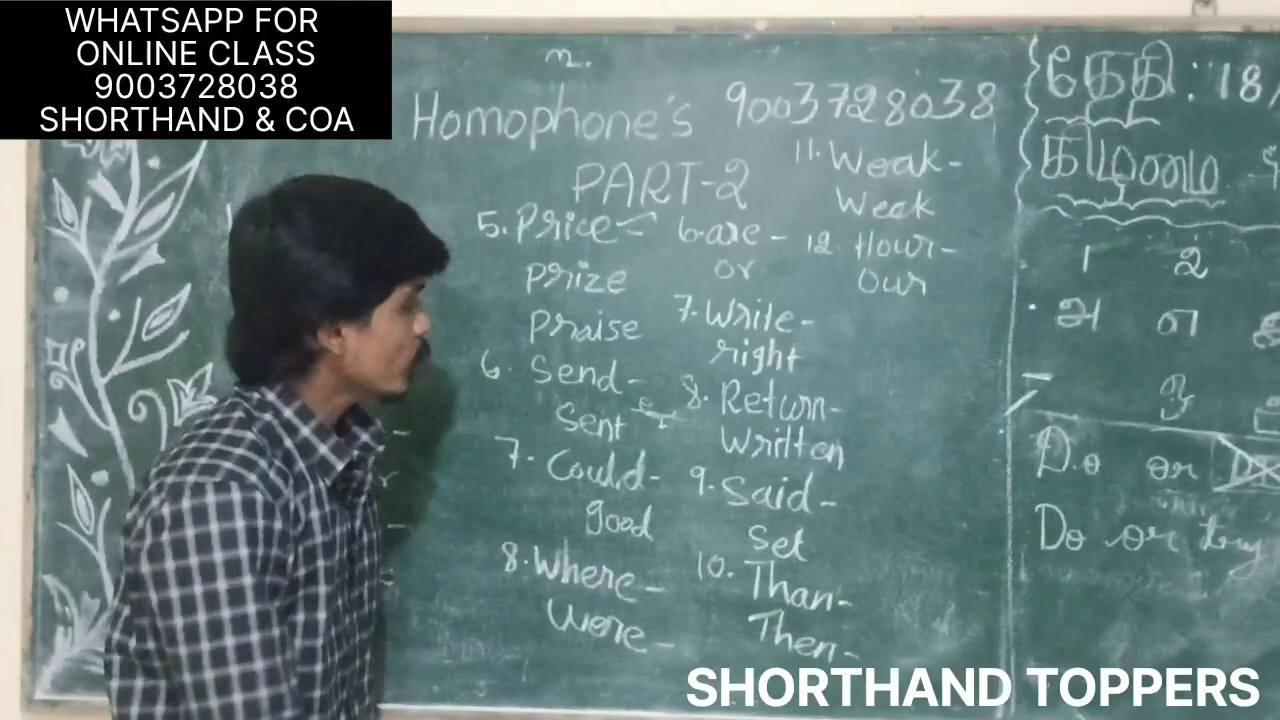 WHATSAPP FOR
ONLINE CLASS
9003728038
SHORTHAND & COA
Homophone's 9003728038
PART-2
5. Price-
prize
praise
6. Send-
Sent
7. Could-
good
8. Where-
Were-
6. are-
or
7. Write-
right
8. Return-
Written
9. Said-
Set
10. Than-
Then-
11. Weak-
Week
12. Hour-
Our
தேதி : 18/
கிழமை
1 2
அ
Do or
Do or try
SHORTHAND TOPPERS